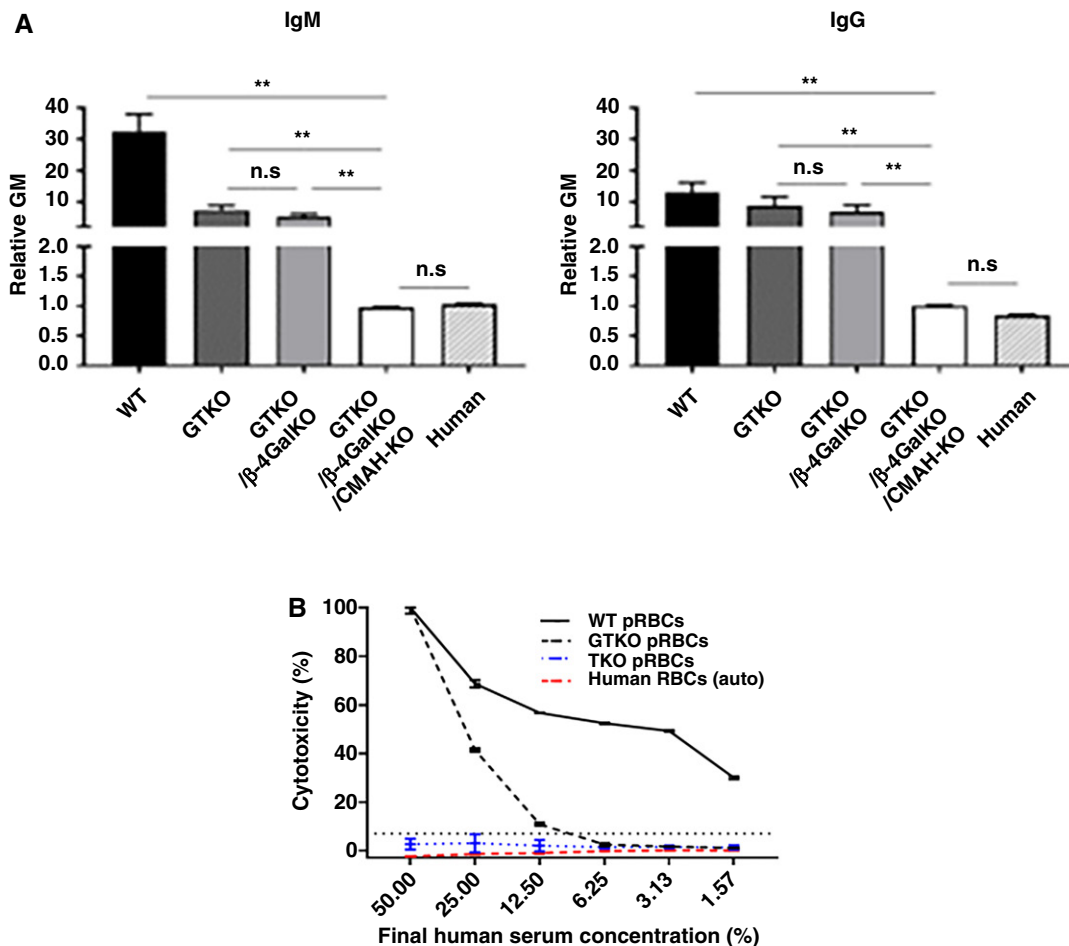 A
IgM
IgG
Relative GM
40
30
20
10
2.0
1.5
1.0
0.5
0.0
**
**
n.s
**
n.s
WT
GTKO
GTKO
/β-4GalKO
GTKO
/β-4GalKO
/CMAH-KO
Human
Relative GM
40
30
20
10
2.0
1.5
1.0
0.5
0.0
**
**
n.s
**
n.s
WT
GTKO
GTKO
/β-4GalKO
GTKO
/β-4GalKO
/CMAH-KO
Human
B
Cytotoxicity (%)
100
80
60
40
20
0
WT pRBCs
GTKO pRBCs
TKO pRBCs
Human RBCs (auto)
50.00
25.00
12.50
6.25
3.13
1.57
Final human serum concentration (%)